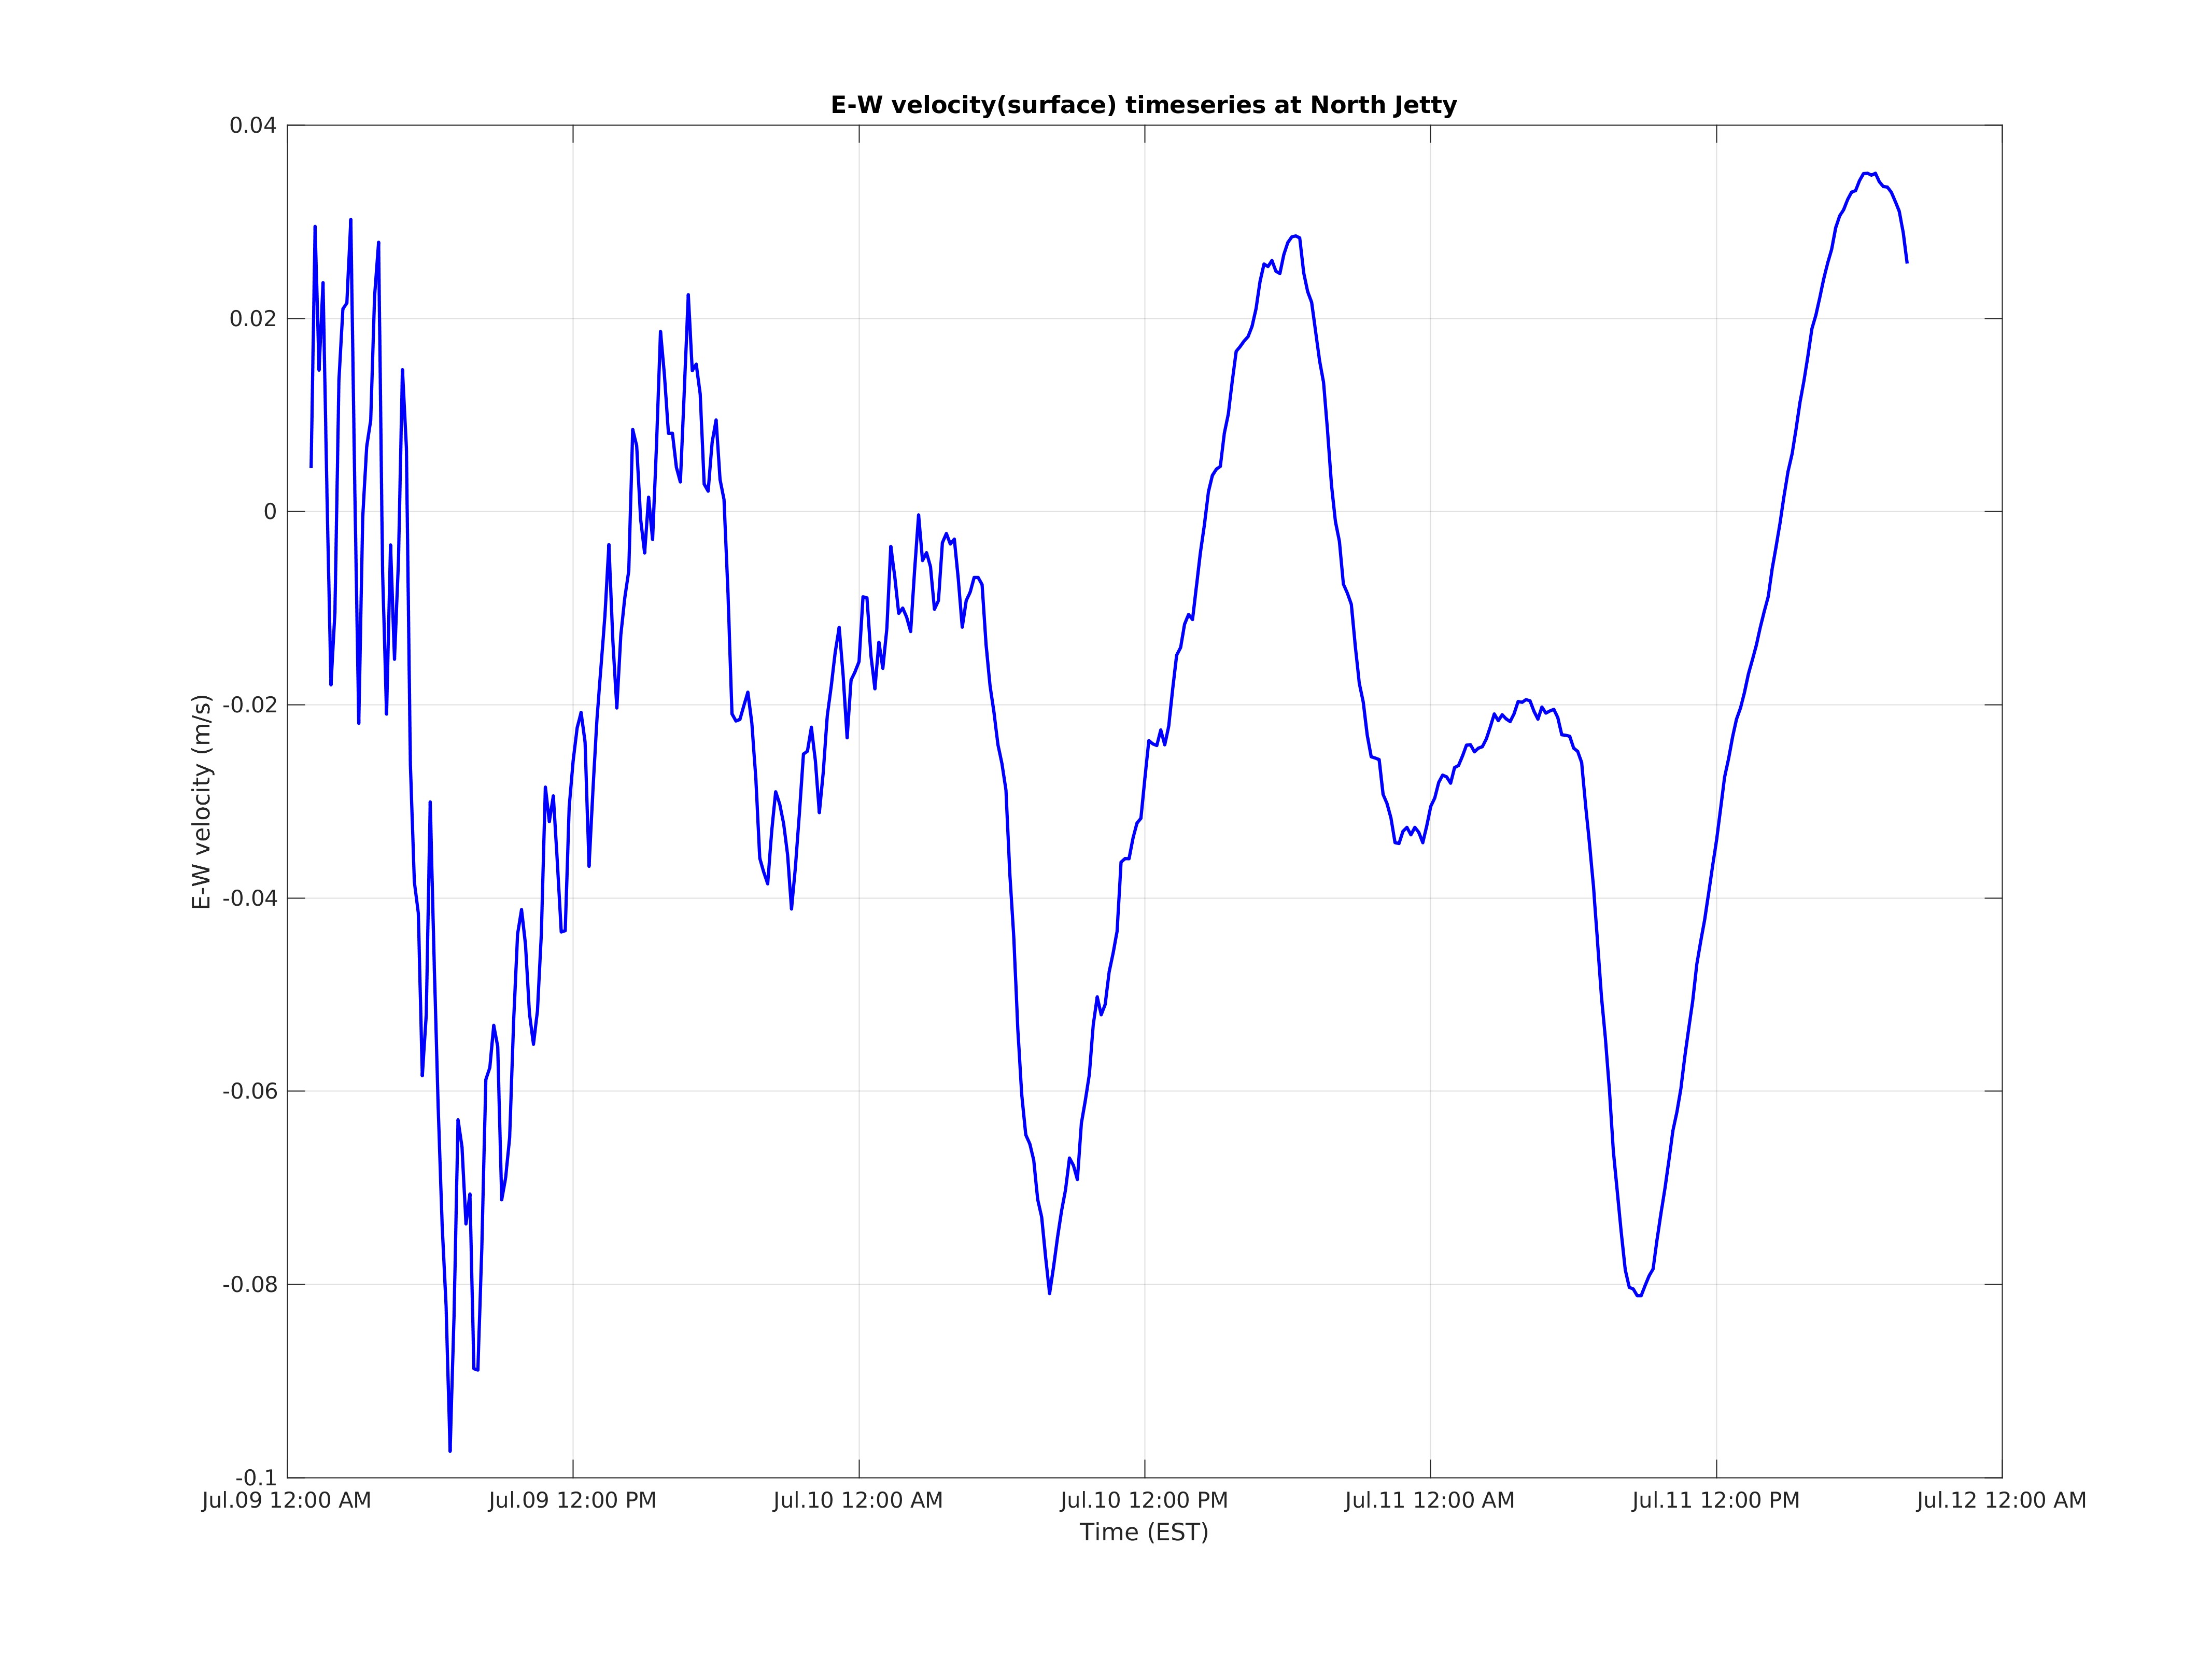 E-W velocity(surface) timeseries at North Jetty
0.04
0.02
0
-0.02
-0.04
-0.06
-0.08
-0.1
E-W velocity (m/s)
Jul.09 12:00 AM Jul.09 12:00 PM Jul.10 12:00 AM Jul.10 12:00 PM Jul.11 12:00 AM Jul.11 12:00 PM Jul.12 12:00 AM
Time (EST)